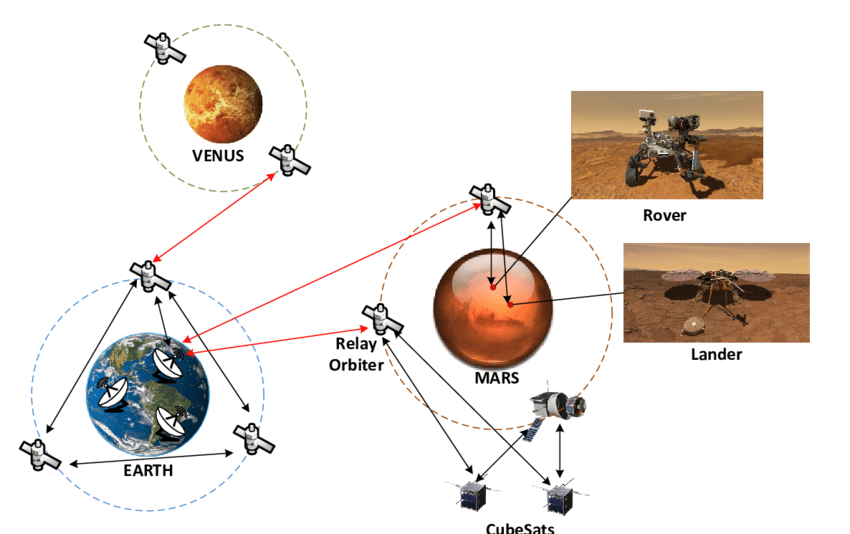 VENUS
Rover
Relay
Orbiter
MARS
Lander
EARTH
CubeSats